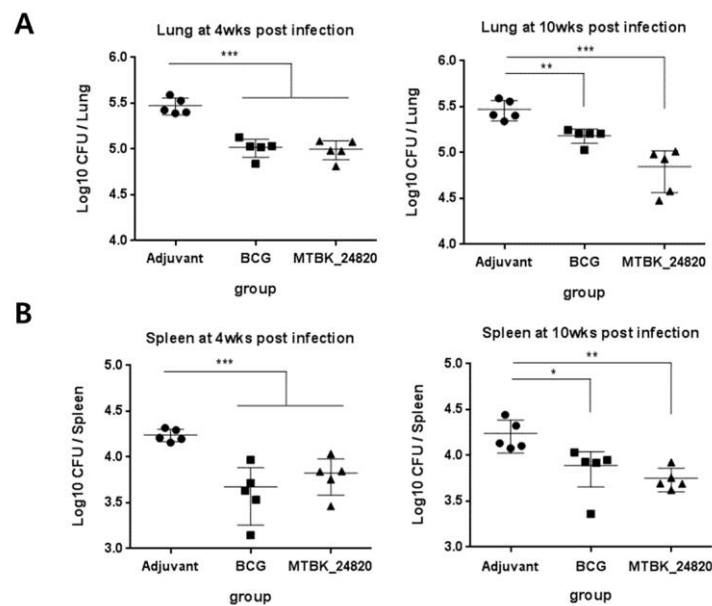 A
Lung at 4wks post infection
***
Log10 CFU / Lung
6.0
5.5
5.0
4.5
4.0
Adjuvant BCG MTBK_24820
group
Lung at 10wks post infection
***
**
Log10 CFU / Lung
6.0
5.5
5.0
4.5
4.0
Adjuvant BCG MTBK_24820
group
B
Spleen at 4wks post infection
***
Log10 CFU / Spleen
5.0
4.5
4.0
3.5
3.0
Adjuvant BCG MTBK_24820
group
Spleen at 10wks post infection
**
*
Log10 CFU / Spleen
5.0
4.5
4.0
3.5
3.0
Adjuvant BCG MTBK_24820
group